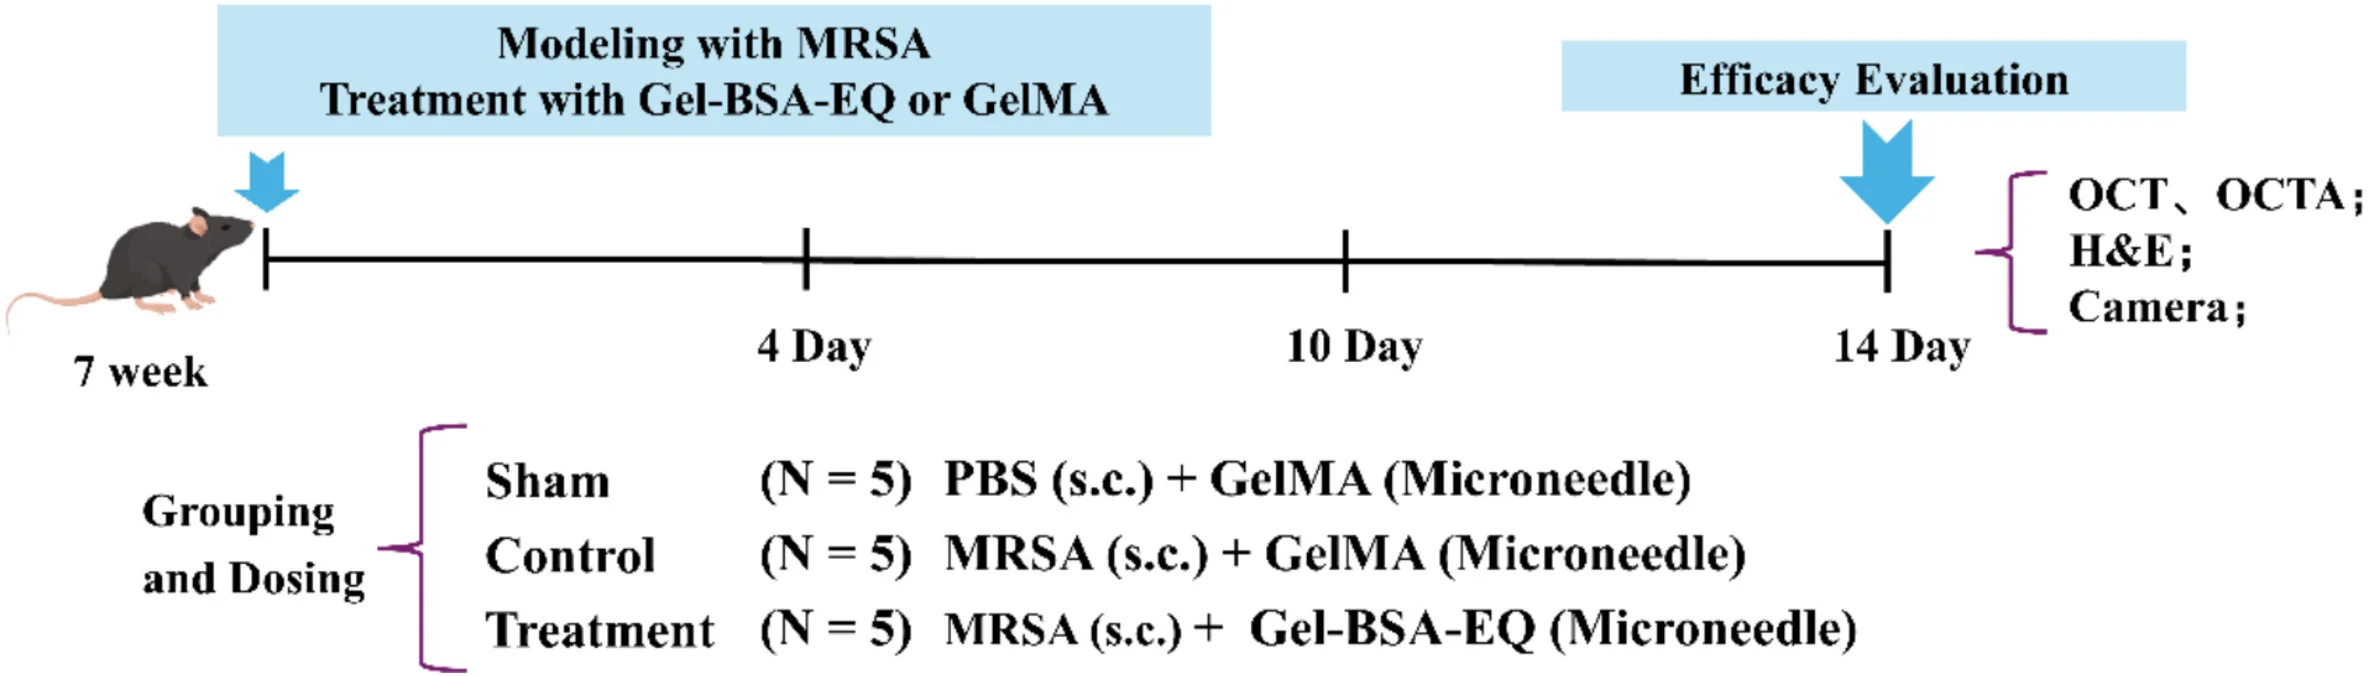 Modeling with MRSA
Treatment with Gel-BSA-EQ or GelMA
Efficacy Evaluation
OCT、OCTA；
H&E；
Camera；
7 week
4 Day
10 Day
14 Day
Grouping
and Dosing
Sham (N = 5) PBS (s.c.) + GelMA (Microneedle)
Control (N = 5) MRSA (s.c.) + GelMA (Microneedle)
Treatment (N = 5) MRSA (s.c.) + Gel-BSA-EQ (Microneedle)